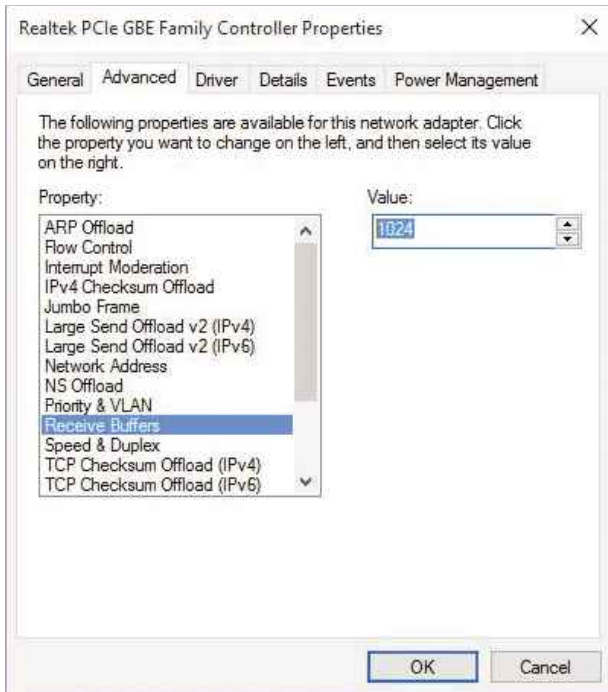 Realtek PCIe GBE Family Controller Properties
General Advanced Driver Details Events Power Management
The following properties are available for this network adapter. Click
the property you want to change on the left, and then select its value
on the right.
Property:
Value:
ARP Offload
Flow Control
Interrupt Moderation
IPv4 Checksum Offload
Jumbo Frame
Large Send Offload v2 (IPv4)
Large Send Offload v2 (IPv6)
Network Address
NS Offload
Priority & VLAN
Receive Buffers
Speed & Duplex
TCP Checksum Offload (IPv4)
TCP Checksum Offload (IPv6)
1024
OK Cancel